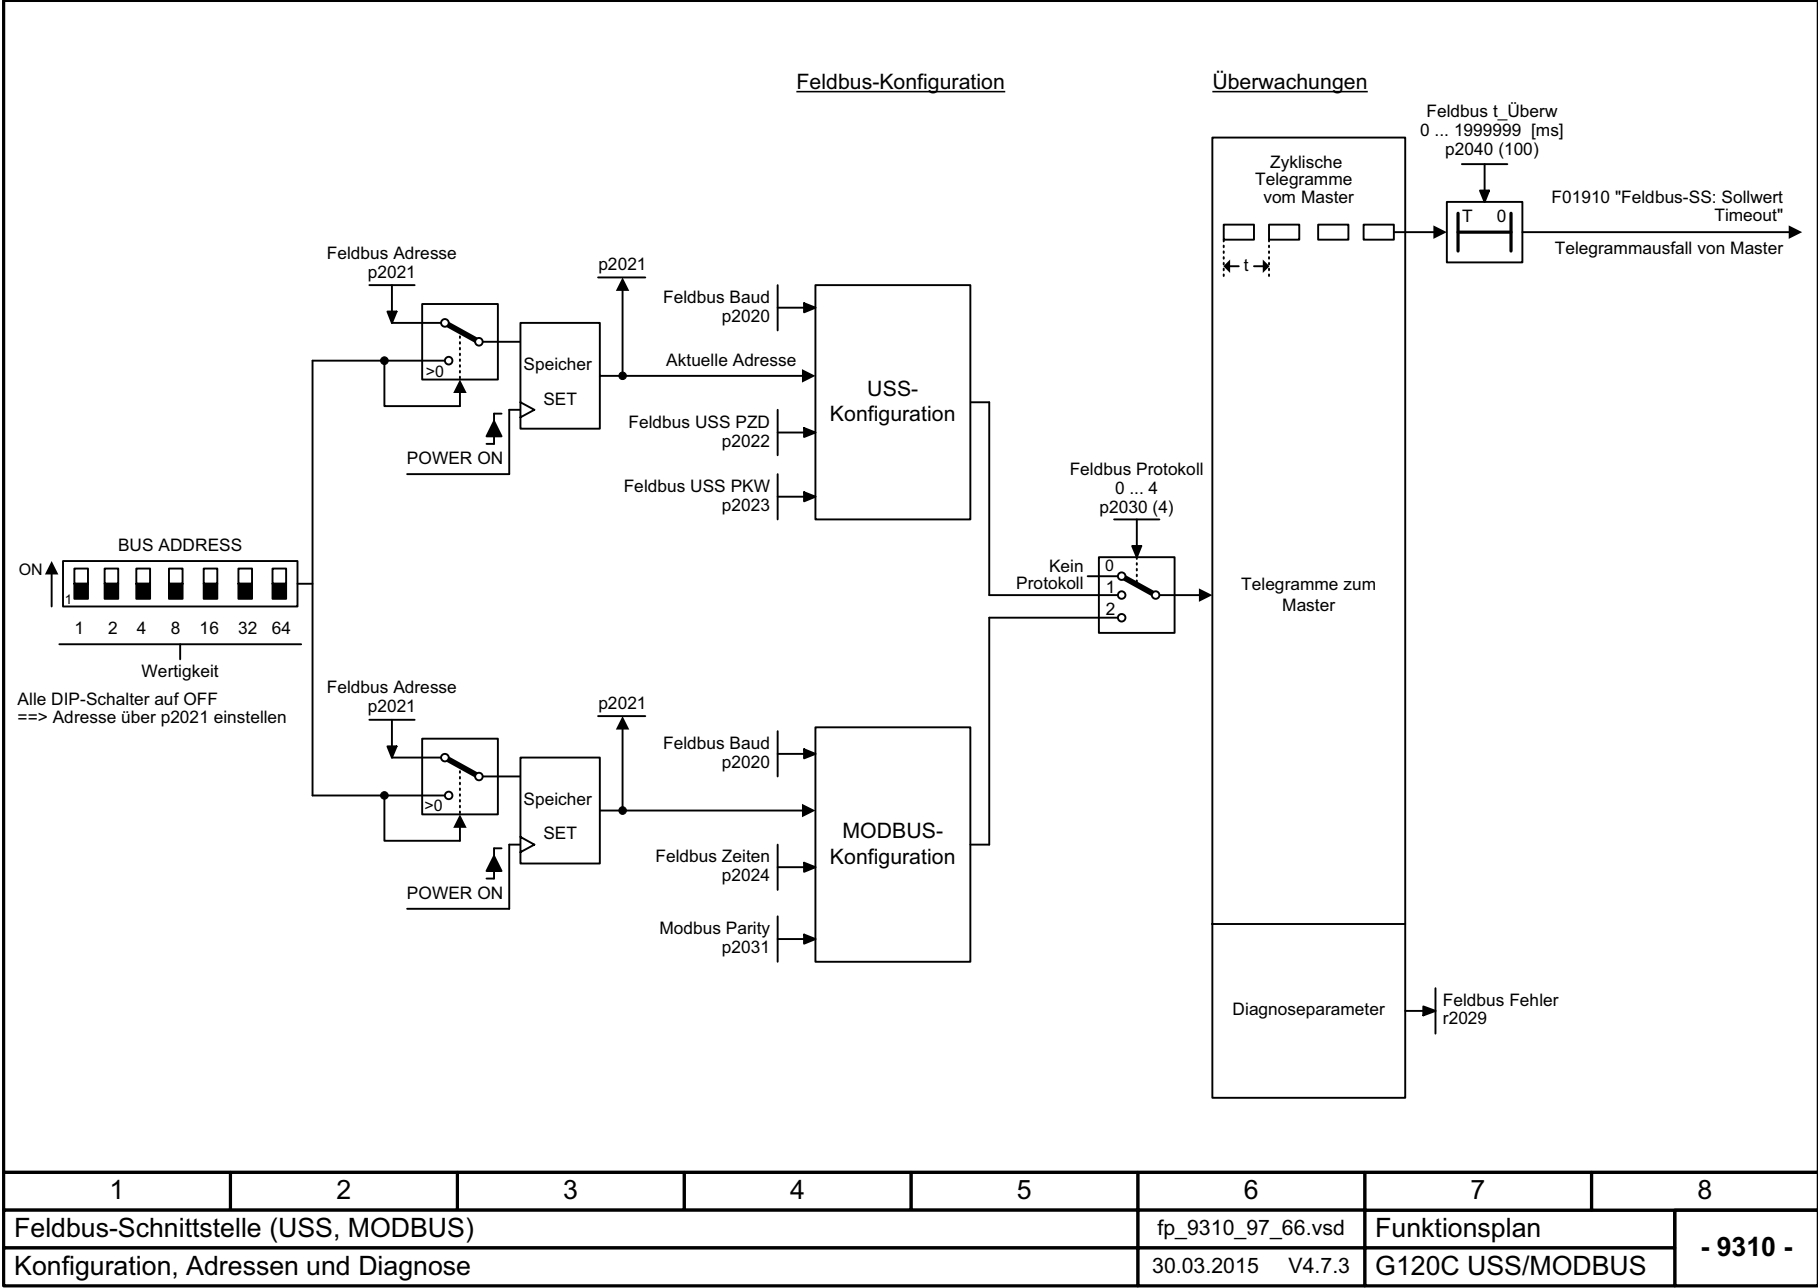 Feldbus-Konfiguration
Überwachungen
Feldbus t_Überw
0 ... 1999999 [ms]
p2040 (100)
Zyklische
Telegramme
vom Master
T 0
F01910 "Feldbus-SS: Sollwert
Timeout"
Telegrammausfall von Master
t
Feldbus Adresse
p2021
>0
Speicher
SET
POWER ON
p2021
Feldbus Baud
p2020
Aktuelle Adresse
Feldbus USS PZD
p2022
Feldbus USS PKW
p2023
USS-
Konfiguration
Feldbus Protokoll
0 ... 4
p2030 (4)
Kein
Protokoll
0
1
2
Telegramme zum
Master
BUS ADDRESS
ON
1
1 2 4 8 16 32 64
Wertigkeit
Alle DIP-Schalter auf OFF
==> Adresse über p2021 einstellen
Feldbus Adresse
p2021
>0
Speicher
SET
POWER ON
p2021
Feldbus Baud
p2020
Feldbus Zeiten
p2024
Modbus Parity
p2031
MODBUS-
Konfiguration
Diagnoseparameter
Feldbus Fehler
r2029
1 2 3 4 5 6 7 8
Feldbus-Schnittstelle (USS, MODBUS)
fp_9310_97_66.vsd
Funktionsplan
- 9310 -
Konfiguration, Adressen und Diagnose
30.03.2015 V4.7.3
G120C USS/MODBUS